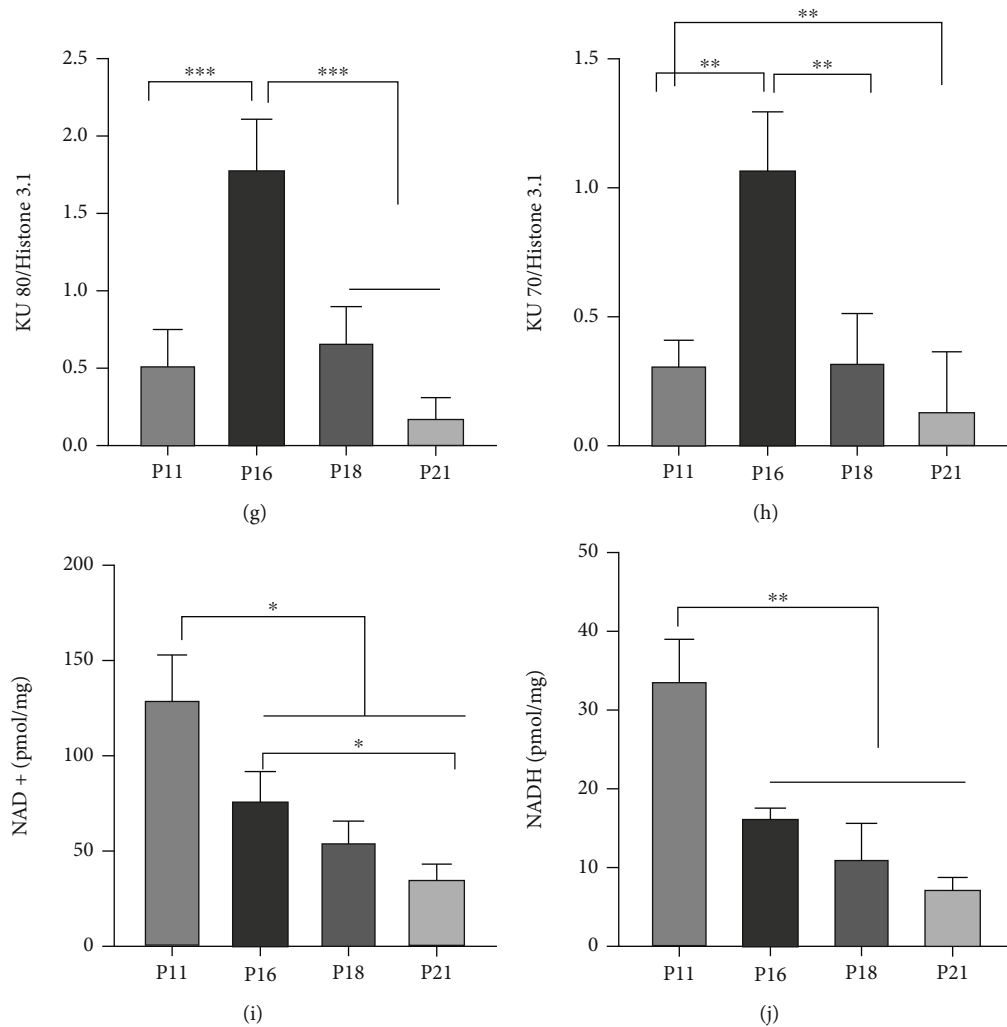 ***
***
2.5
2.0
1.5
1.0
0.5
0.0
KU 80/Histone 3.1
P11
P16
P18
P21
(g)
**
**
**
1.5
1.0
0.5
0.0
KU 70/Histone 3.1
P11
P16
P18
P21
(h)
*
*
200
150
100
50
0
NAD + (pmol/mg)
P11
P16
P18
P21
(i)
**
50
40
30
20
10
0
NADH (pmol/mg)
P11
P16
P18
P21
(j)